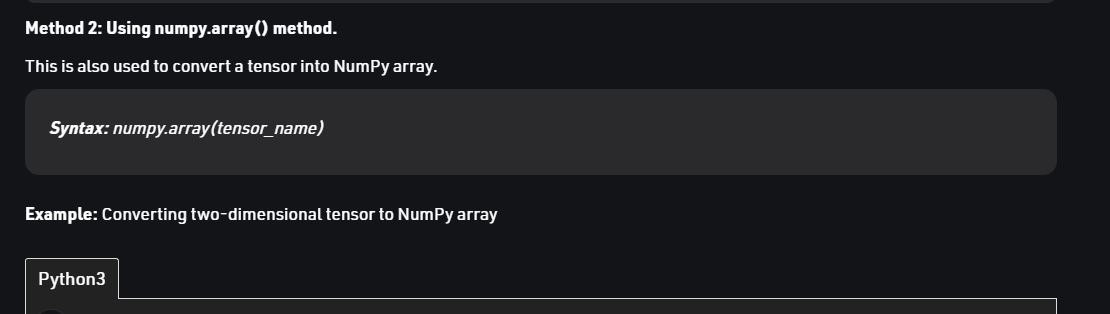 Method 2: Using numpy.array() method.
This is also used to convert a tensor into NumPy array.
Syntax: numpy.array(tensor_name)
Example: Converting two-dimensional tensor to NumPy array
Python3